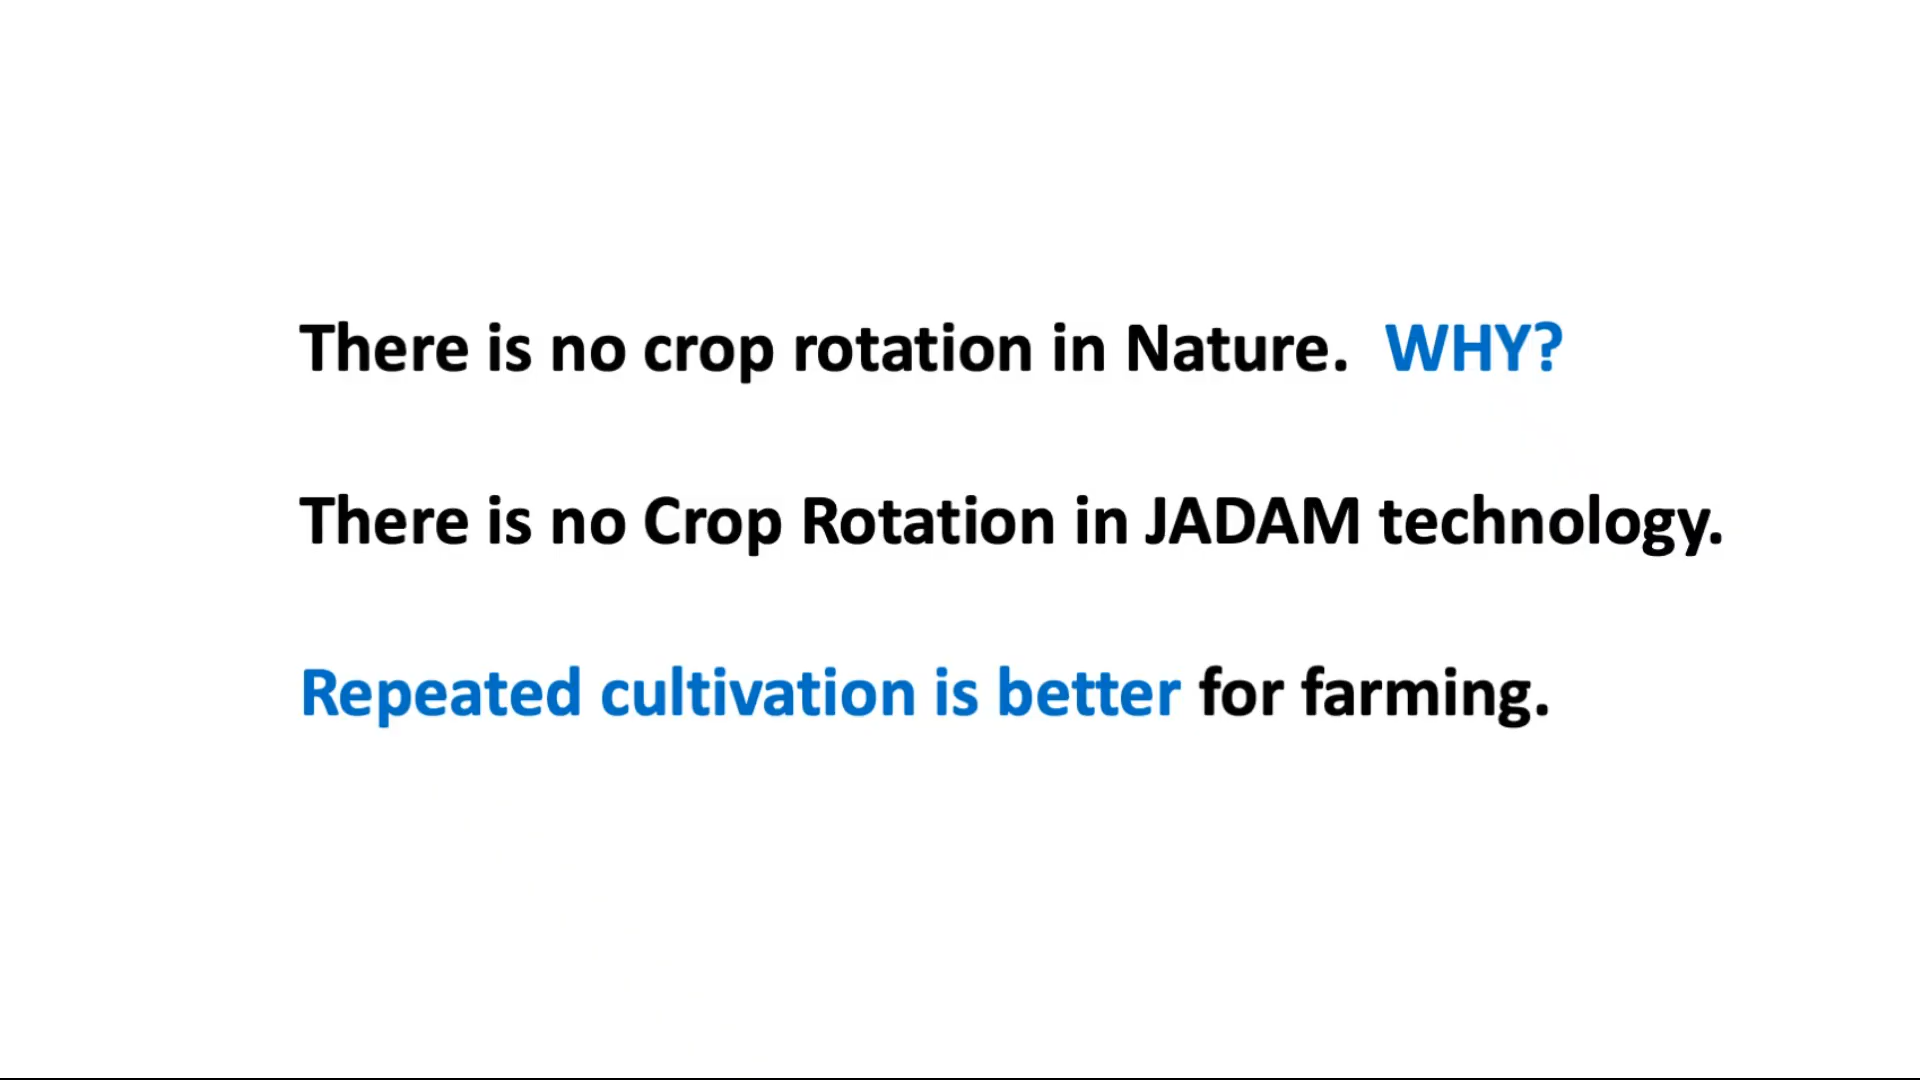 There is no crop rotation in Nature. WHY?
There is no Crop Rotation in JADAM technology.
Repeated cultivation is better for farming.